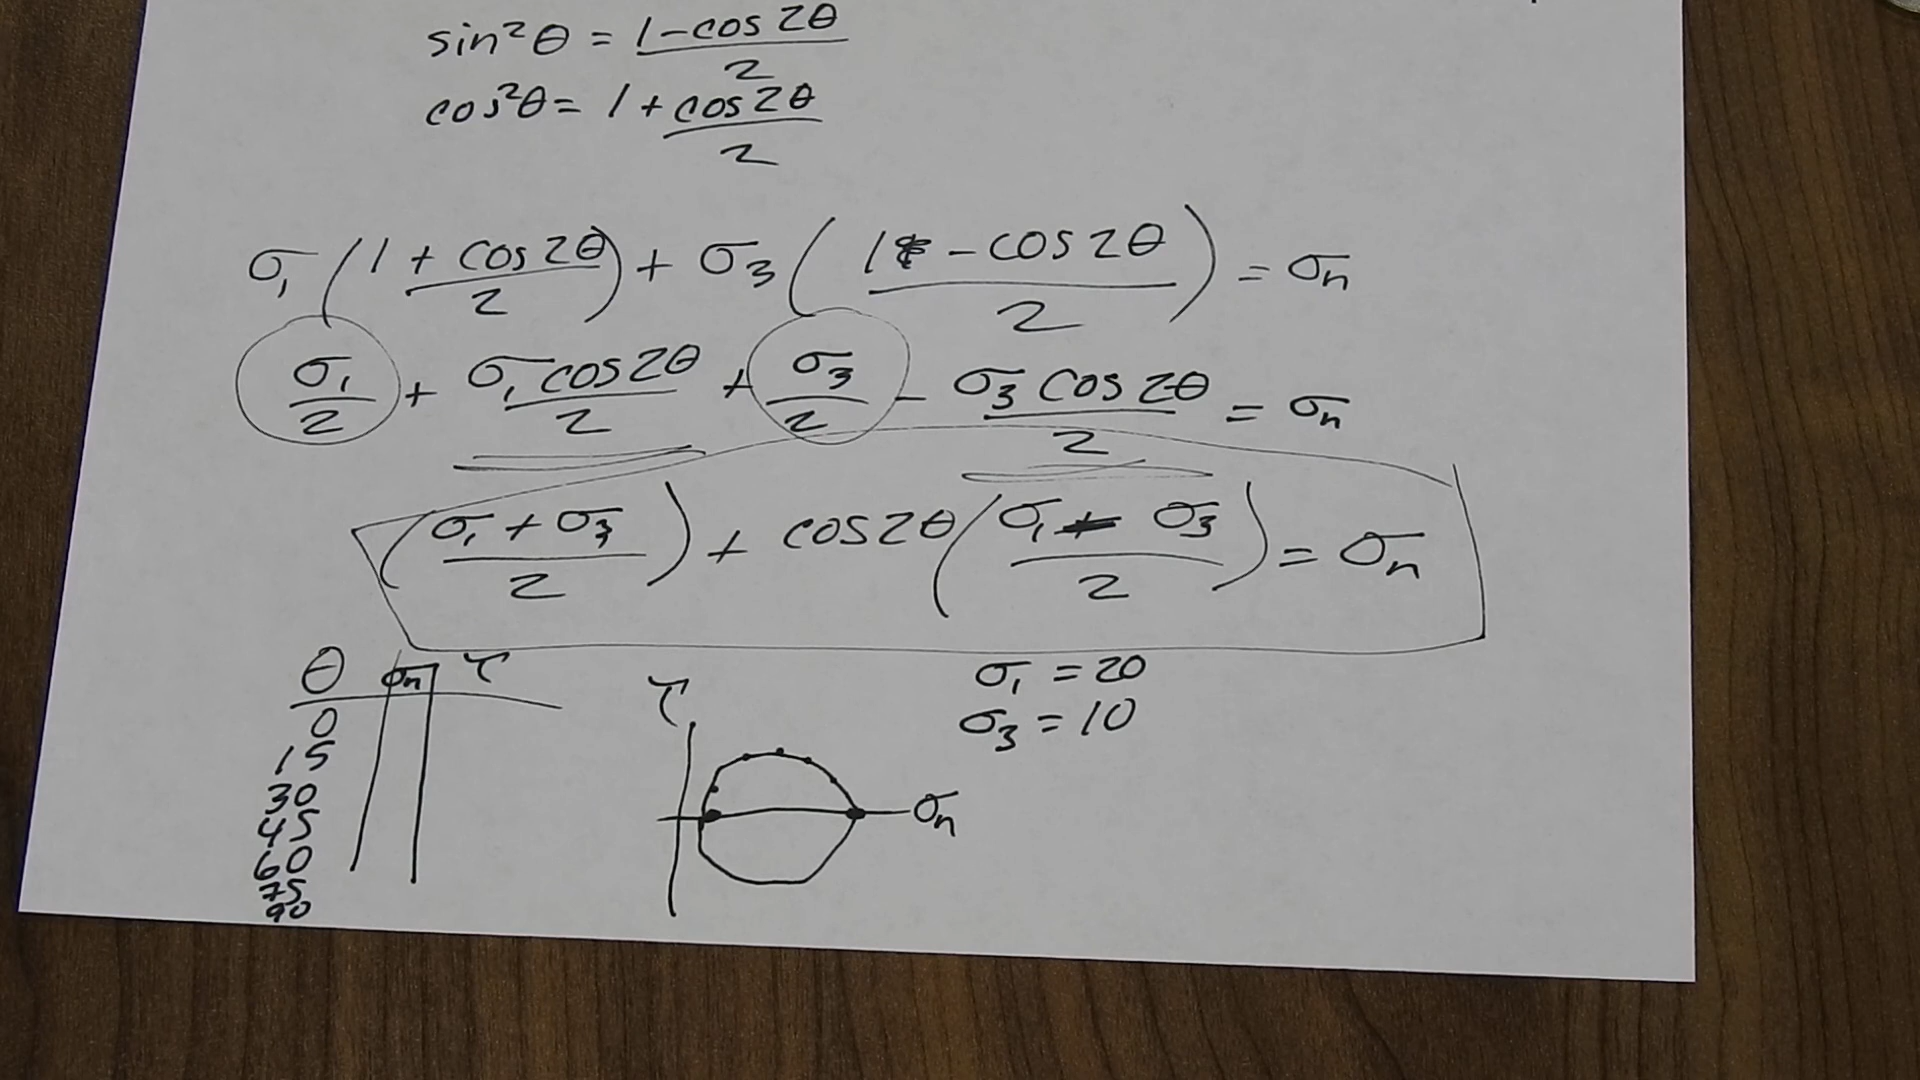 sin²θ = (1 - cos 2θ)/2
cos²θ = 1 + (cos 2θ)/2
σ₁(1 + (cos 2θ)/2) + σ₃((1 - cos 2θ)/2) = σn
σ₁/2 + (σ₁ cos 2θ)/2 + σ₃/2 - (σ₃ cos 2θ)/2 = σn
((σ₁ + σ₃)/2) + cos 2θ((σ₁ - σ₃)/2) = σn
θ σn τ
0
15
30
45
60
75
90
τ
σn
σ₁ = 20
σ₃ = 10